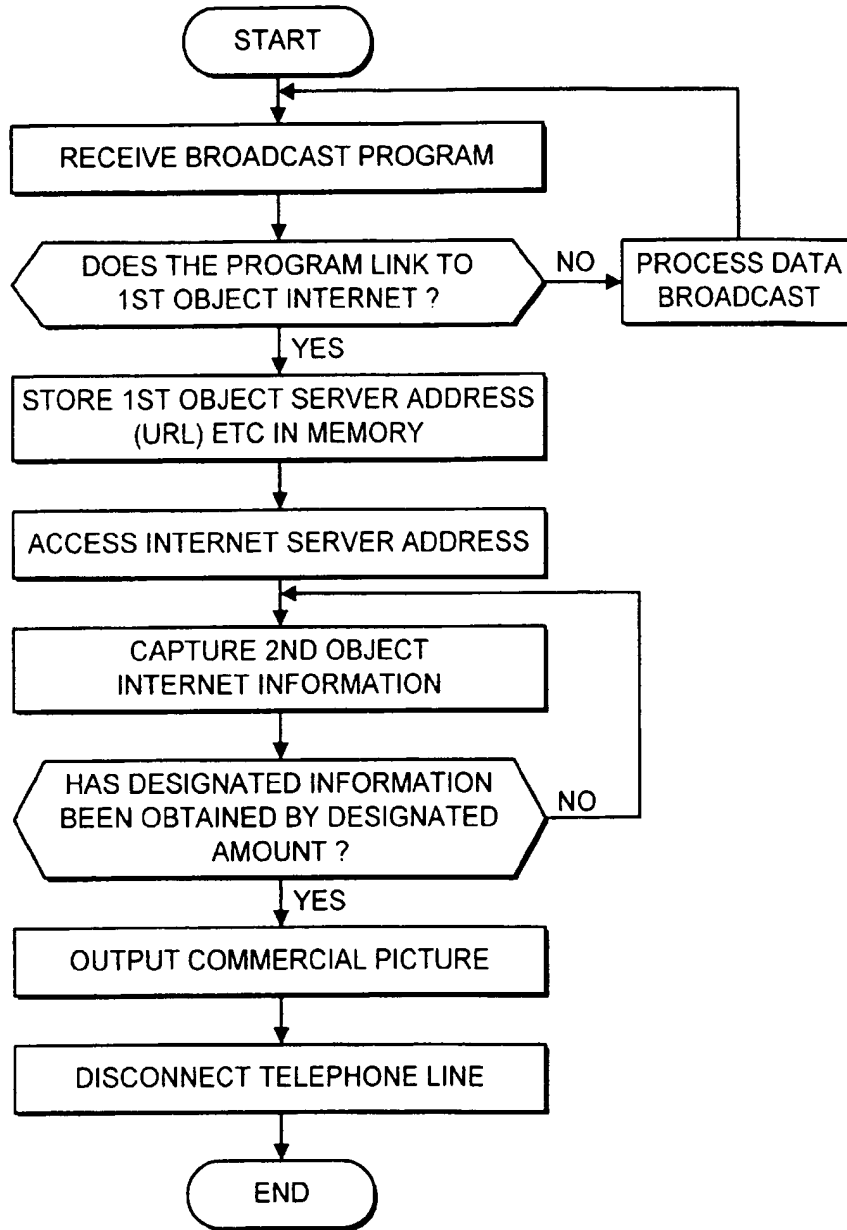 START
RECEIVE BROADCAST PROGRAM
DOES THE PROGRAM LINK TO
1ST OBJECT INTERNET ?
NO
PROCESS DATA
BROADCAST
YES
STORE 1ST OBJECT SERVER ADDRESS
(URL) ETC IN MEMORY
ACCESS INTERNET SERVER ADDRESS
CAPTURE 2ND OBJECT
INTERNET INFORMATION
HAS DESIGNATED INFORMATION
BEEN OBTAINED BY DESIGNATED
AMOUNT ?
NO
YES
OUTPUT COMMERCIAL PICTURE
DISCONNECT TELEPHONE LINE
END